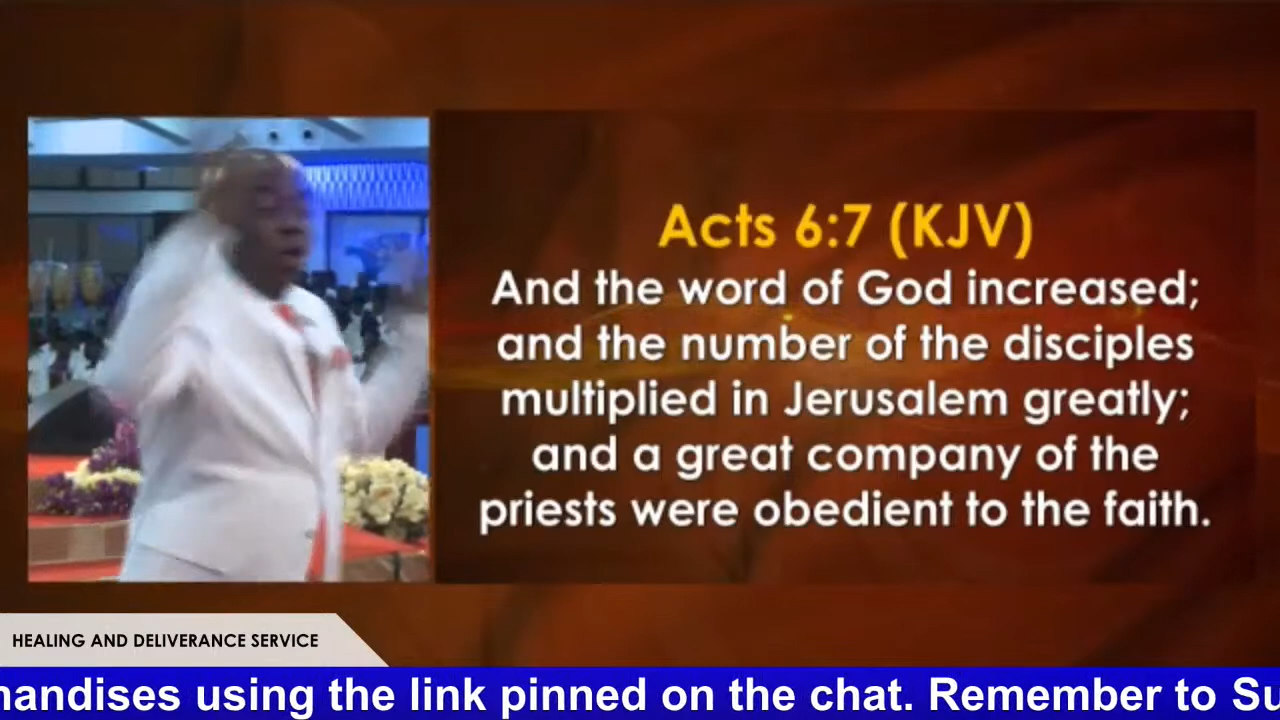 Acts 6:7 (KJV)
And the word of God increased;
and the number of the disciples
multiplied in Jerusalem greatly;
and a great company of the
priests were obedient to the faith.
HEALING AND DELIVERANCE SERVICE
using the link pinned on the chat. Remember to